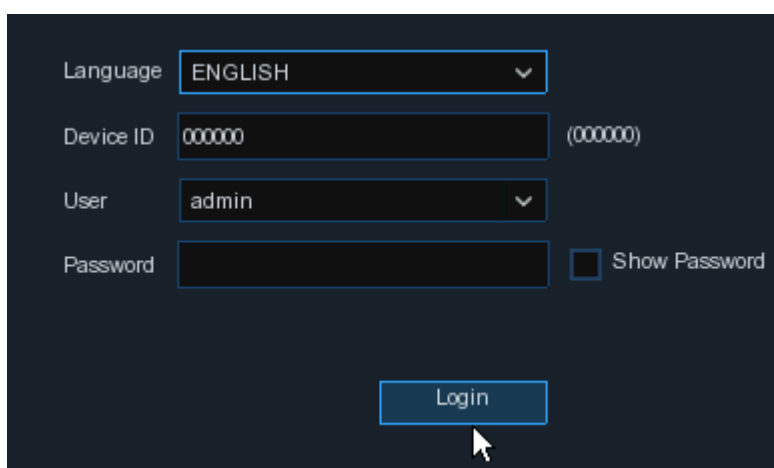 Language ENGLISH
Device ID 000000 (000000)
User admin
Password Show Password
Login